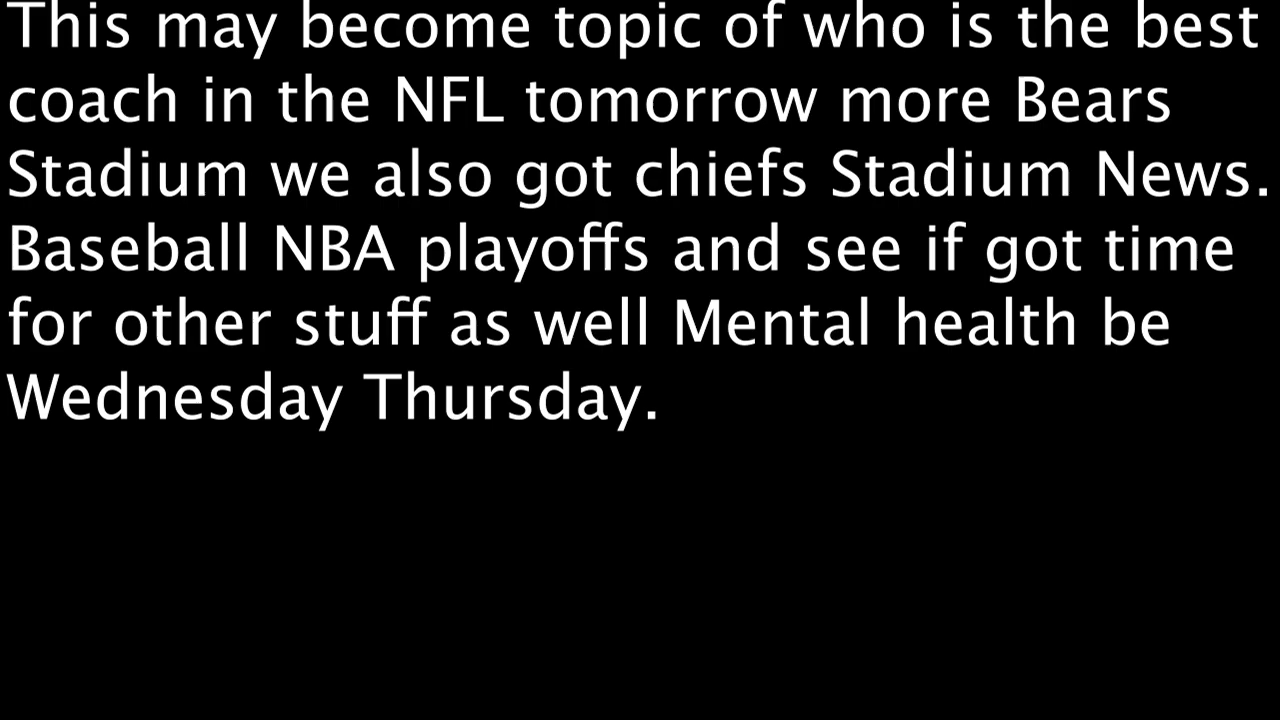 This may become topic of who is the best
coach in the NFL tomorrow more Bears
Stadium we also got chiefs Stadium News.
Baseball NBA playoffs and see if got time
for other stuff as well Mental health be
Wednesday Thursday.